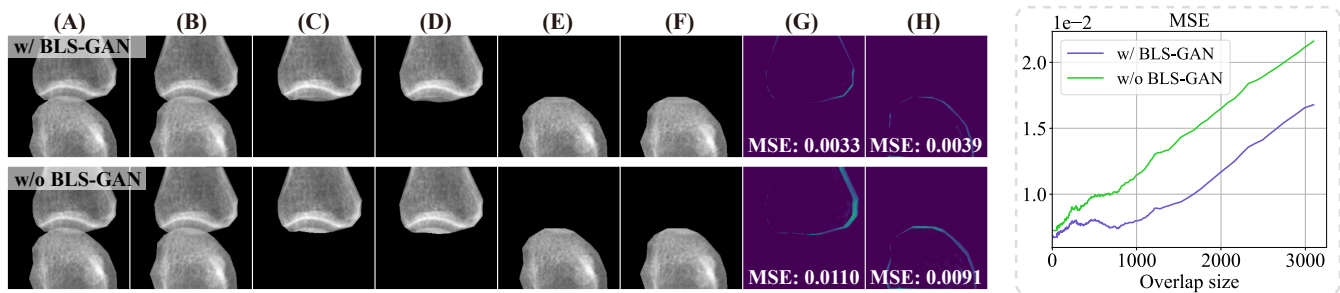 (A) (B) (C) (D) (E) (F) (G) (H)
w/ BLS-GAN
MSE: 0.0033 MSE: 0.0039
w/o BLS-GAN
MSE: 0.0110 MSE: 0.0091
1e−2 MSE
w/ BLS-GAN
w/o BLS-GAN
2.0
1.5
1.0
0 1000 2000 3000
Overlap size